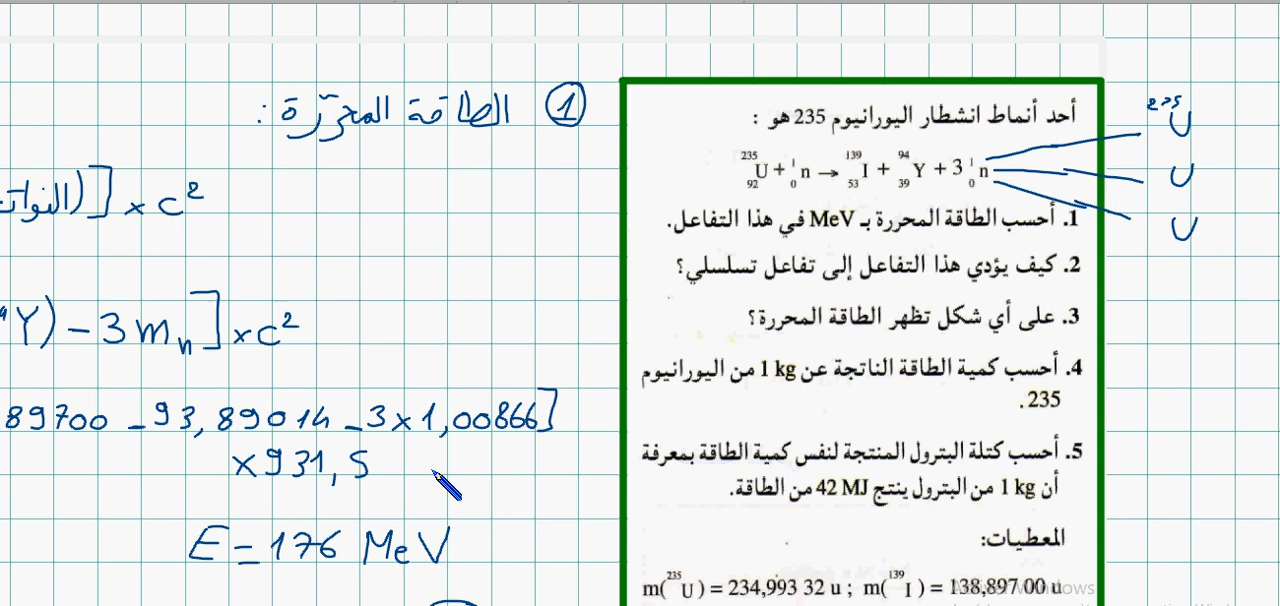 ① الطاقة المحرّرة :
(النوات)] × c²
Y) − 3 mₙ] × c²
89700 − 93,89014 − 3 × 1,00866]
× 931,5
E = 176 MeV
أحد أنماط انشطار اليورانيوم 235 هو :
²³⁵₉₂U + ¹₀n → ¹³⁹₅₃I + ⁹⁴₃₉Y + 3 ¹₀n
1. أحسب الطاقة المحررة بـ MeV في هذا التفاعل.
2. كيف يؤدي هذا التفاعل إلى تفاعل تسلسلي؟
3. على أي شكل تظهر الطاقة المحررة؟
4. أحسب كمية الطاقة الناتجة عن 1 kg من اليورانيوم
235.
5. أحسب كتلة البترول المنتجة لنفس كمية الطاقة بمعرفة
أن 1 kg من البترول ينتج 42 MJ من الطاقة.
المعطيات:
m(²³⁵U) = 234,993 32 u ; m(¹³⁹I) = 138,897 00 u
²³⁵U
U
U